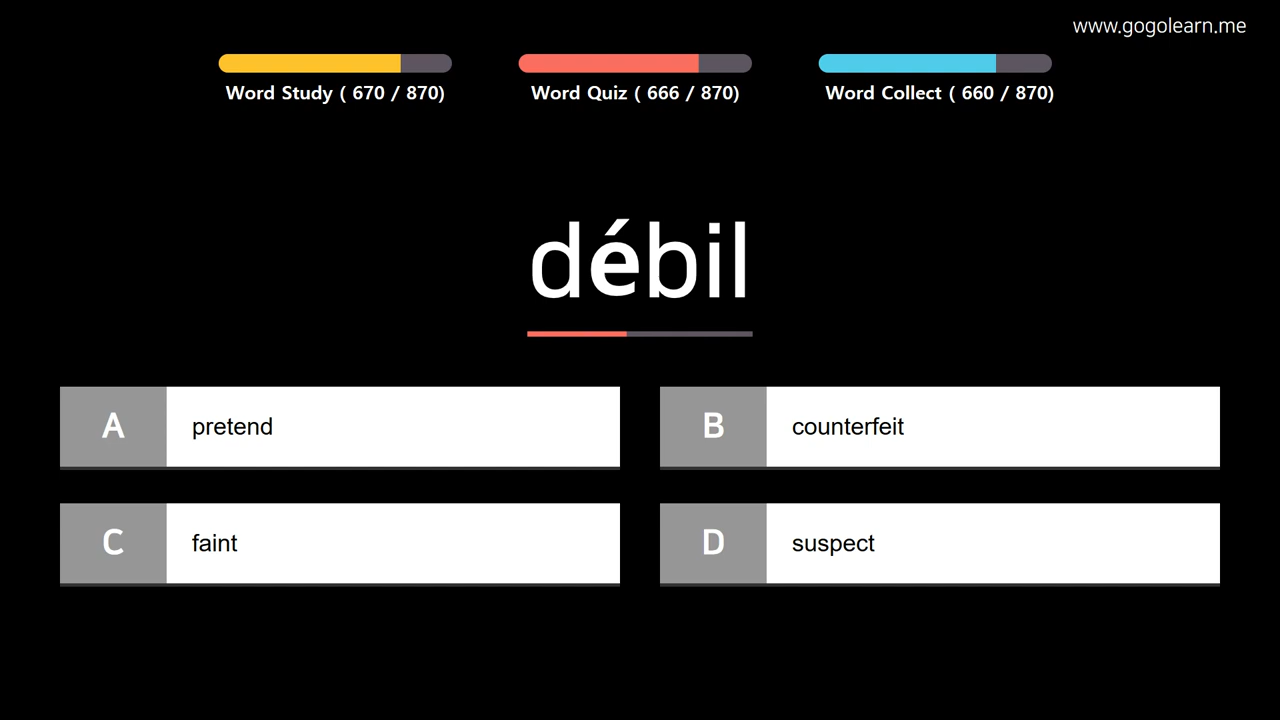 www.gogolearn.me
Word Study ( 670 / 870)
Word Quiz ( 666 / 870)
Word Collect ( 660 / 870)
débil
A pretend
B counterfeit
C faint
D suspect